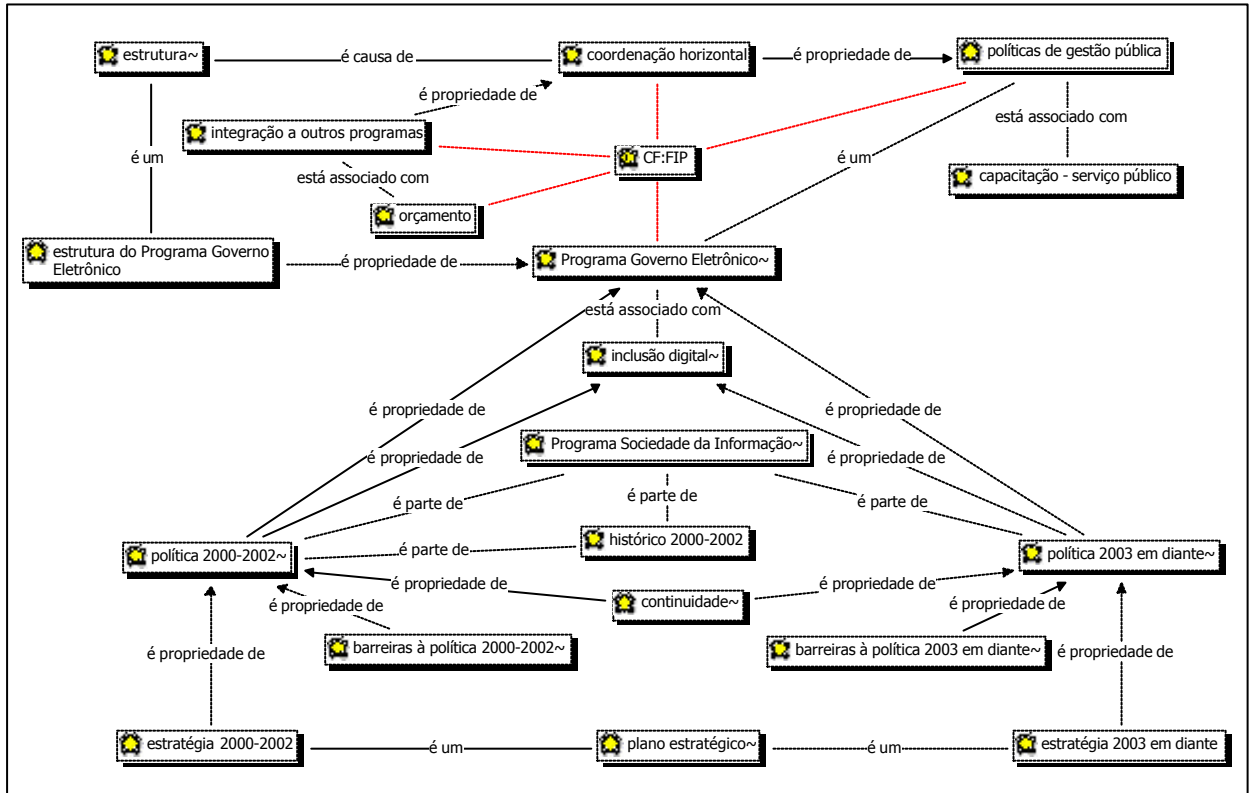 estrutura~
é causa de
coordenação horizontal
é propriedade de
políticas de gestão pública
é propriedade de
está associado com
integração a outros programas
é um
CF:FIP
é um
está associado com
capacitação - serviço público
orçamento
estrutura do Programa Governo
Eletrônico
é propriedade de
Programa Governo Eletrônico~
está associado com
inclusão digital~
é propriedade de
é propriedade de
Programa Sociedade da Informação~
é propriedade de
é propriedade de
é parte de
é parte de
é parte de
política 2000-2002~
é parte de
histórico 2000-2002
política 2003 em diante~
é propriedade de
é propriedade de
é propriedade de
continuidade~
é propriedade de
barreiras à política 2000-2002~
barreiras à política 2003 em diante~
é propriedade de
é propriedade de
estratégia 2000-2002
é um
plano estratégico~
é um
estratégia 2003 em diante